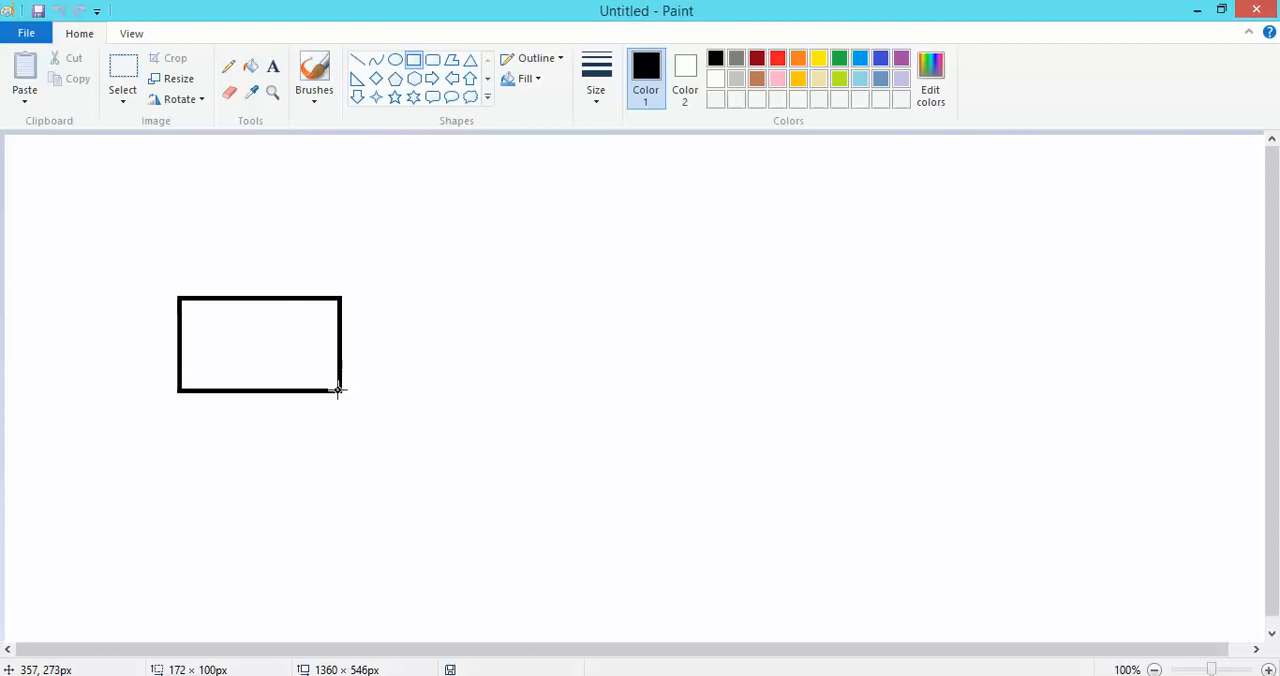 Untitled - Paint
File Home View
Paste
Cut
Copy
Clipboard
Select
Crop
Resize
Rotate
Image
A
Tools
Brushes
Shapes
Outline
Fill
Size
Color 1
Color 2
Edit colors
Colors
357, 273px 172 × 100px 1360 × 546px 100%